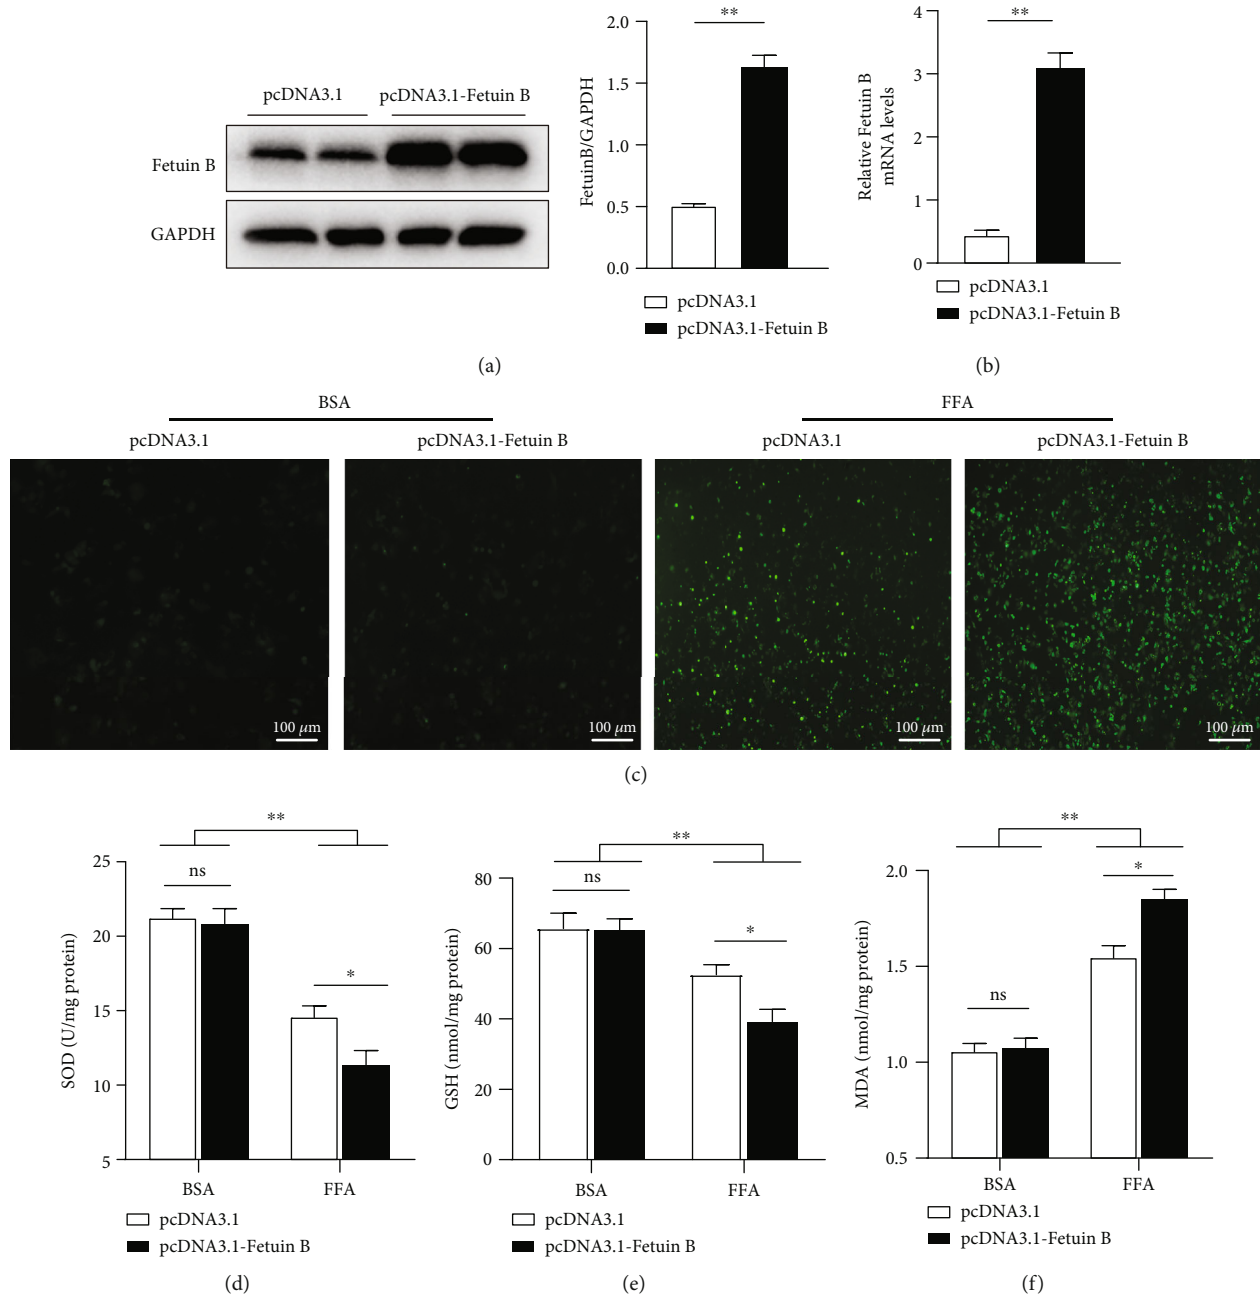 pcDNA3.1 pcDNA3.1-Fetuin B
Fetuin B
GAPDH
FetuinB/GAPDH
2.0
1.5
1.0
0.5
0.0
**
pcDNA3.1
pcDNA3.1-Fetuin B
(a)
Relative Fetuin B
mRNA levels
4
3
2
1
0
**
pcDNA3.1
pcDNA3.1-Fetuin B
(b)
BSA FFA
pcDNA3.1 pcDNA3.1-Fetuin B pcDNA3.1 pcDNA3.1-Fetuin B
100 μm 100 μm 100 μm 100 μm
(c)
SOD (U/mg protein)
25
20
15
10
5
**
ns
*
BSA FFA
pcDNA3.1
pcDNA3.1-Fetuin B
(d)
GSH (nmol/mg protein)
80
60
40
20
0
**
ns
*
BSA FFA
pcDNA3.1
pcDNA3.1-Fetuin B
(e)
MDA (nmol/mg protein)
2.0
1.5
1.0
0.5
**
ns
*
BSA FFA
pcDNA3.1
pcDNA3.1-Fetuin B
(f)